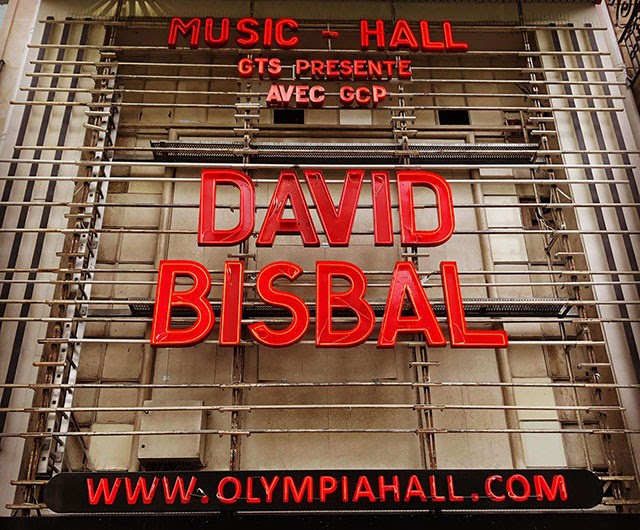 MUSIC - HALL
GTS PRESENTE
AVEC GCP
DAVID
BISBAL
WWW.OLYMPIAHALL.COM